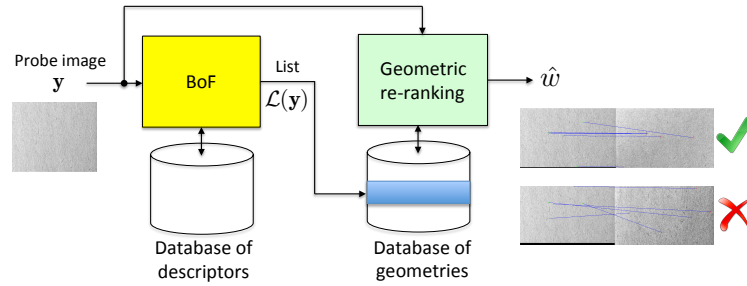 Probe image
y
BoF
List
𝓛(y)
Geometric
re-ranking
ŵ
Database of
descriptors
Database of
geometries